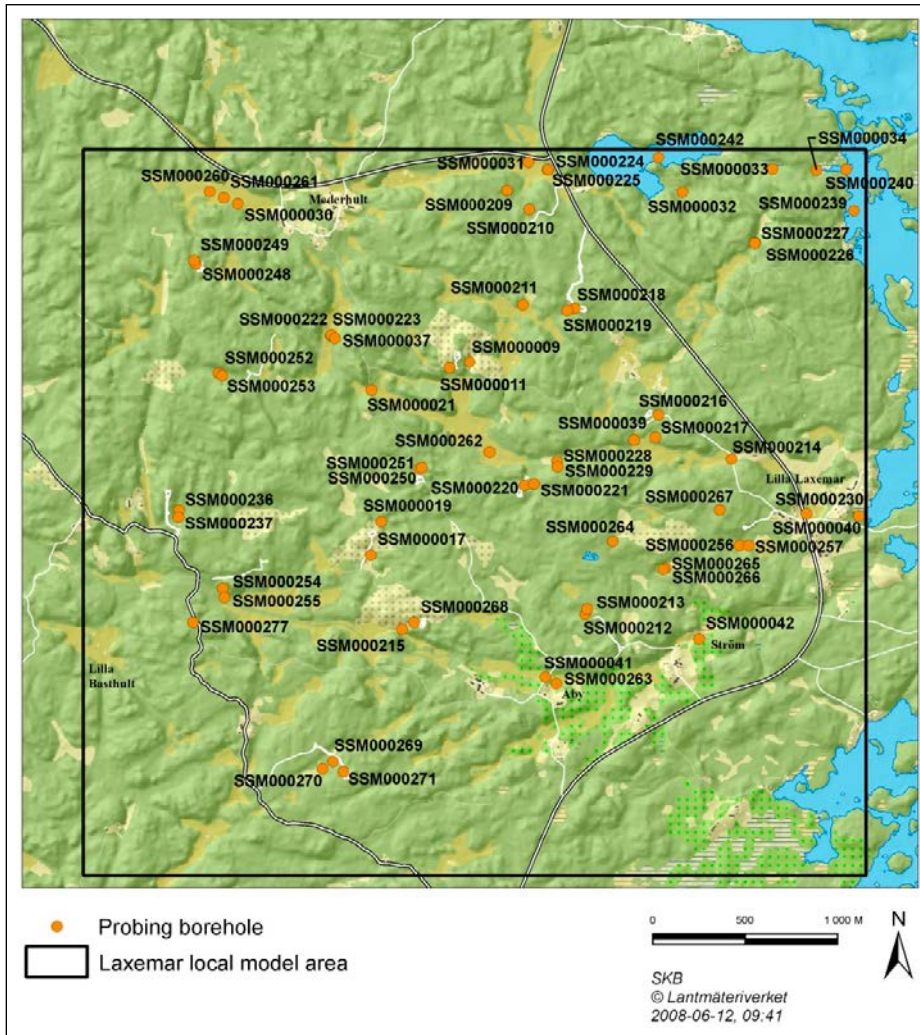 SSM000242
SSM000034
SSM000031
SSM000224
SSM000033
SSM000260
SSM000261
SSM000225
SSM000240
Mederhult
SSM000209
SSM000032
SSM000239
SSM000030
SSM000210
SSM000227
SSM000249
SSM000226
SSM000248
SSM000211
SSM000218
SSM000222
SSM000223
SSM000219
SSM000037
SSM000009
SSM000252
SSM000253
SSM000011
SSM000021
SSM000216
SSM000039
SSM000217
SSM000262
SSM000214
SSM000228
SSM000251
SSM000229
SSM000250
SSM000220
SSM000221
Lilla Laxemar
SSM000236
SSM000267
SSM000230
SSM000019
SSM000237
SSM000264
SSM000040
SSM000017
SSM000256
SSM000257
SSM000265
SSM000254
SSM000266
SSM000255
SSM000213
SSM000268
SSM000277
SSM000212
SSM000042
SSM000215
Ström
Lilla
Basthult
SSM000041
SSM000263
Åby
SSM000269
SSM000270
SSM000271
Probing borehole
Laxemar local model area
0 500 1 000 M
N
SKB
© Lantmäteriverket
2008-06-12, 09:41